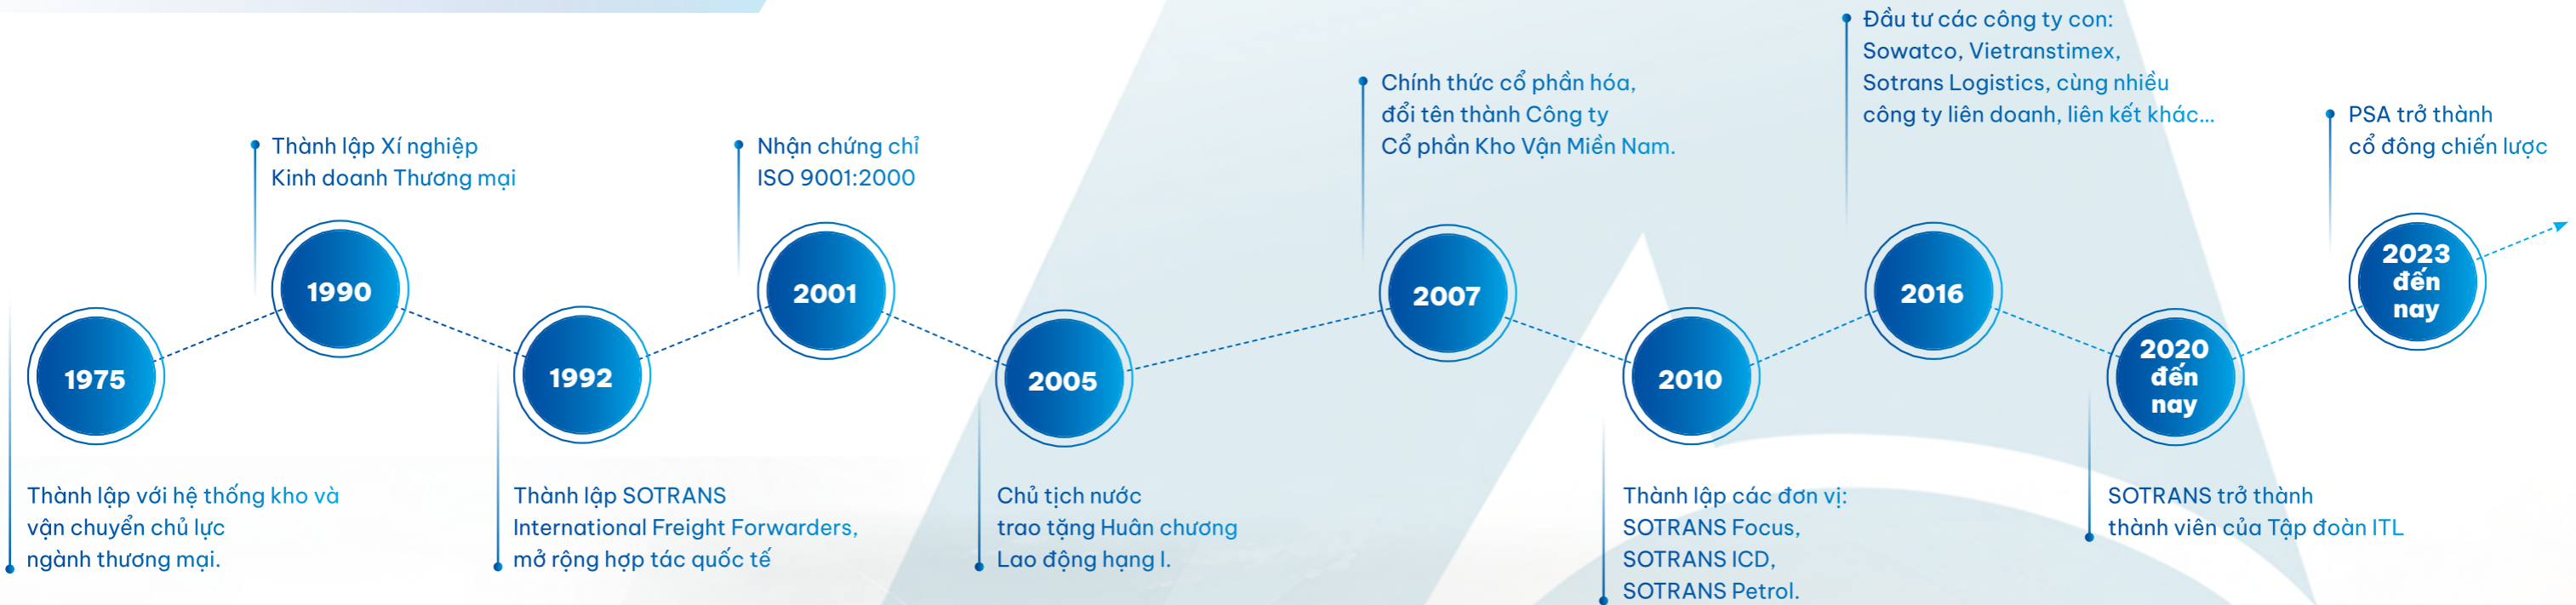 1975
Thành lập với hệ thống kho và
vận chuyển chủ lực
ngành thương mại.
Thành lập Xí nghiệp
Kinh doanh Thương mại
1990
1992
Thành lập SOTRANS
International Freight Forwarders,
mở rộng hợp tác quốc tế
Nhận chứng chỉ
ISO 9001:2000
2001
2005
Chủ tịch nước
trao tặng Huân chương
Lao động hạng I.
Chính thức cổ phần hóa,
đổi tên thành Công ty
Cổ phần Kho Vận Miền Nam.
2007
2010
Thành lập các đơn vị:
SOTRANS Focus,
SOTRANS ICD,
SOTRANS Petrol.
Đầu tư các công ty con:
Sowatco, Vietranstimex,
Sotrans Logistics, cùng nhiều
công ty liên doanh, liên kết khác...
2016
2020
đến
nay
SOTRANS trở thành
thành viên của Tập đoàn ITL
PSA trở thành
cổ đông chiến lược
2023
đến
nay